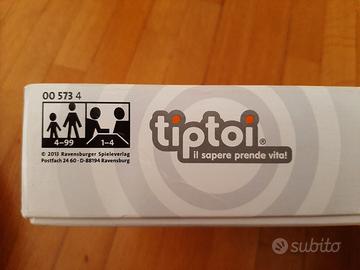 00 573 4
4-99 1-4
© 2013 Ravensburger Spieleverlag
Postfach 24 60 · D-88194 Ravensburg
tiptoi®
il sapere prende vita!
subito